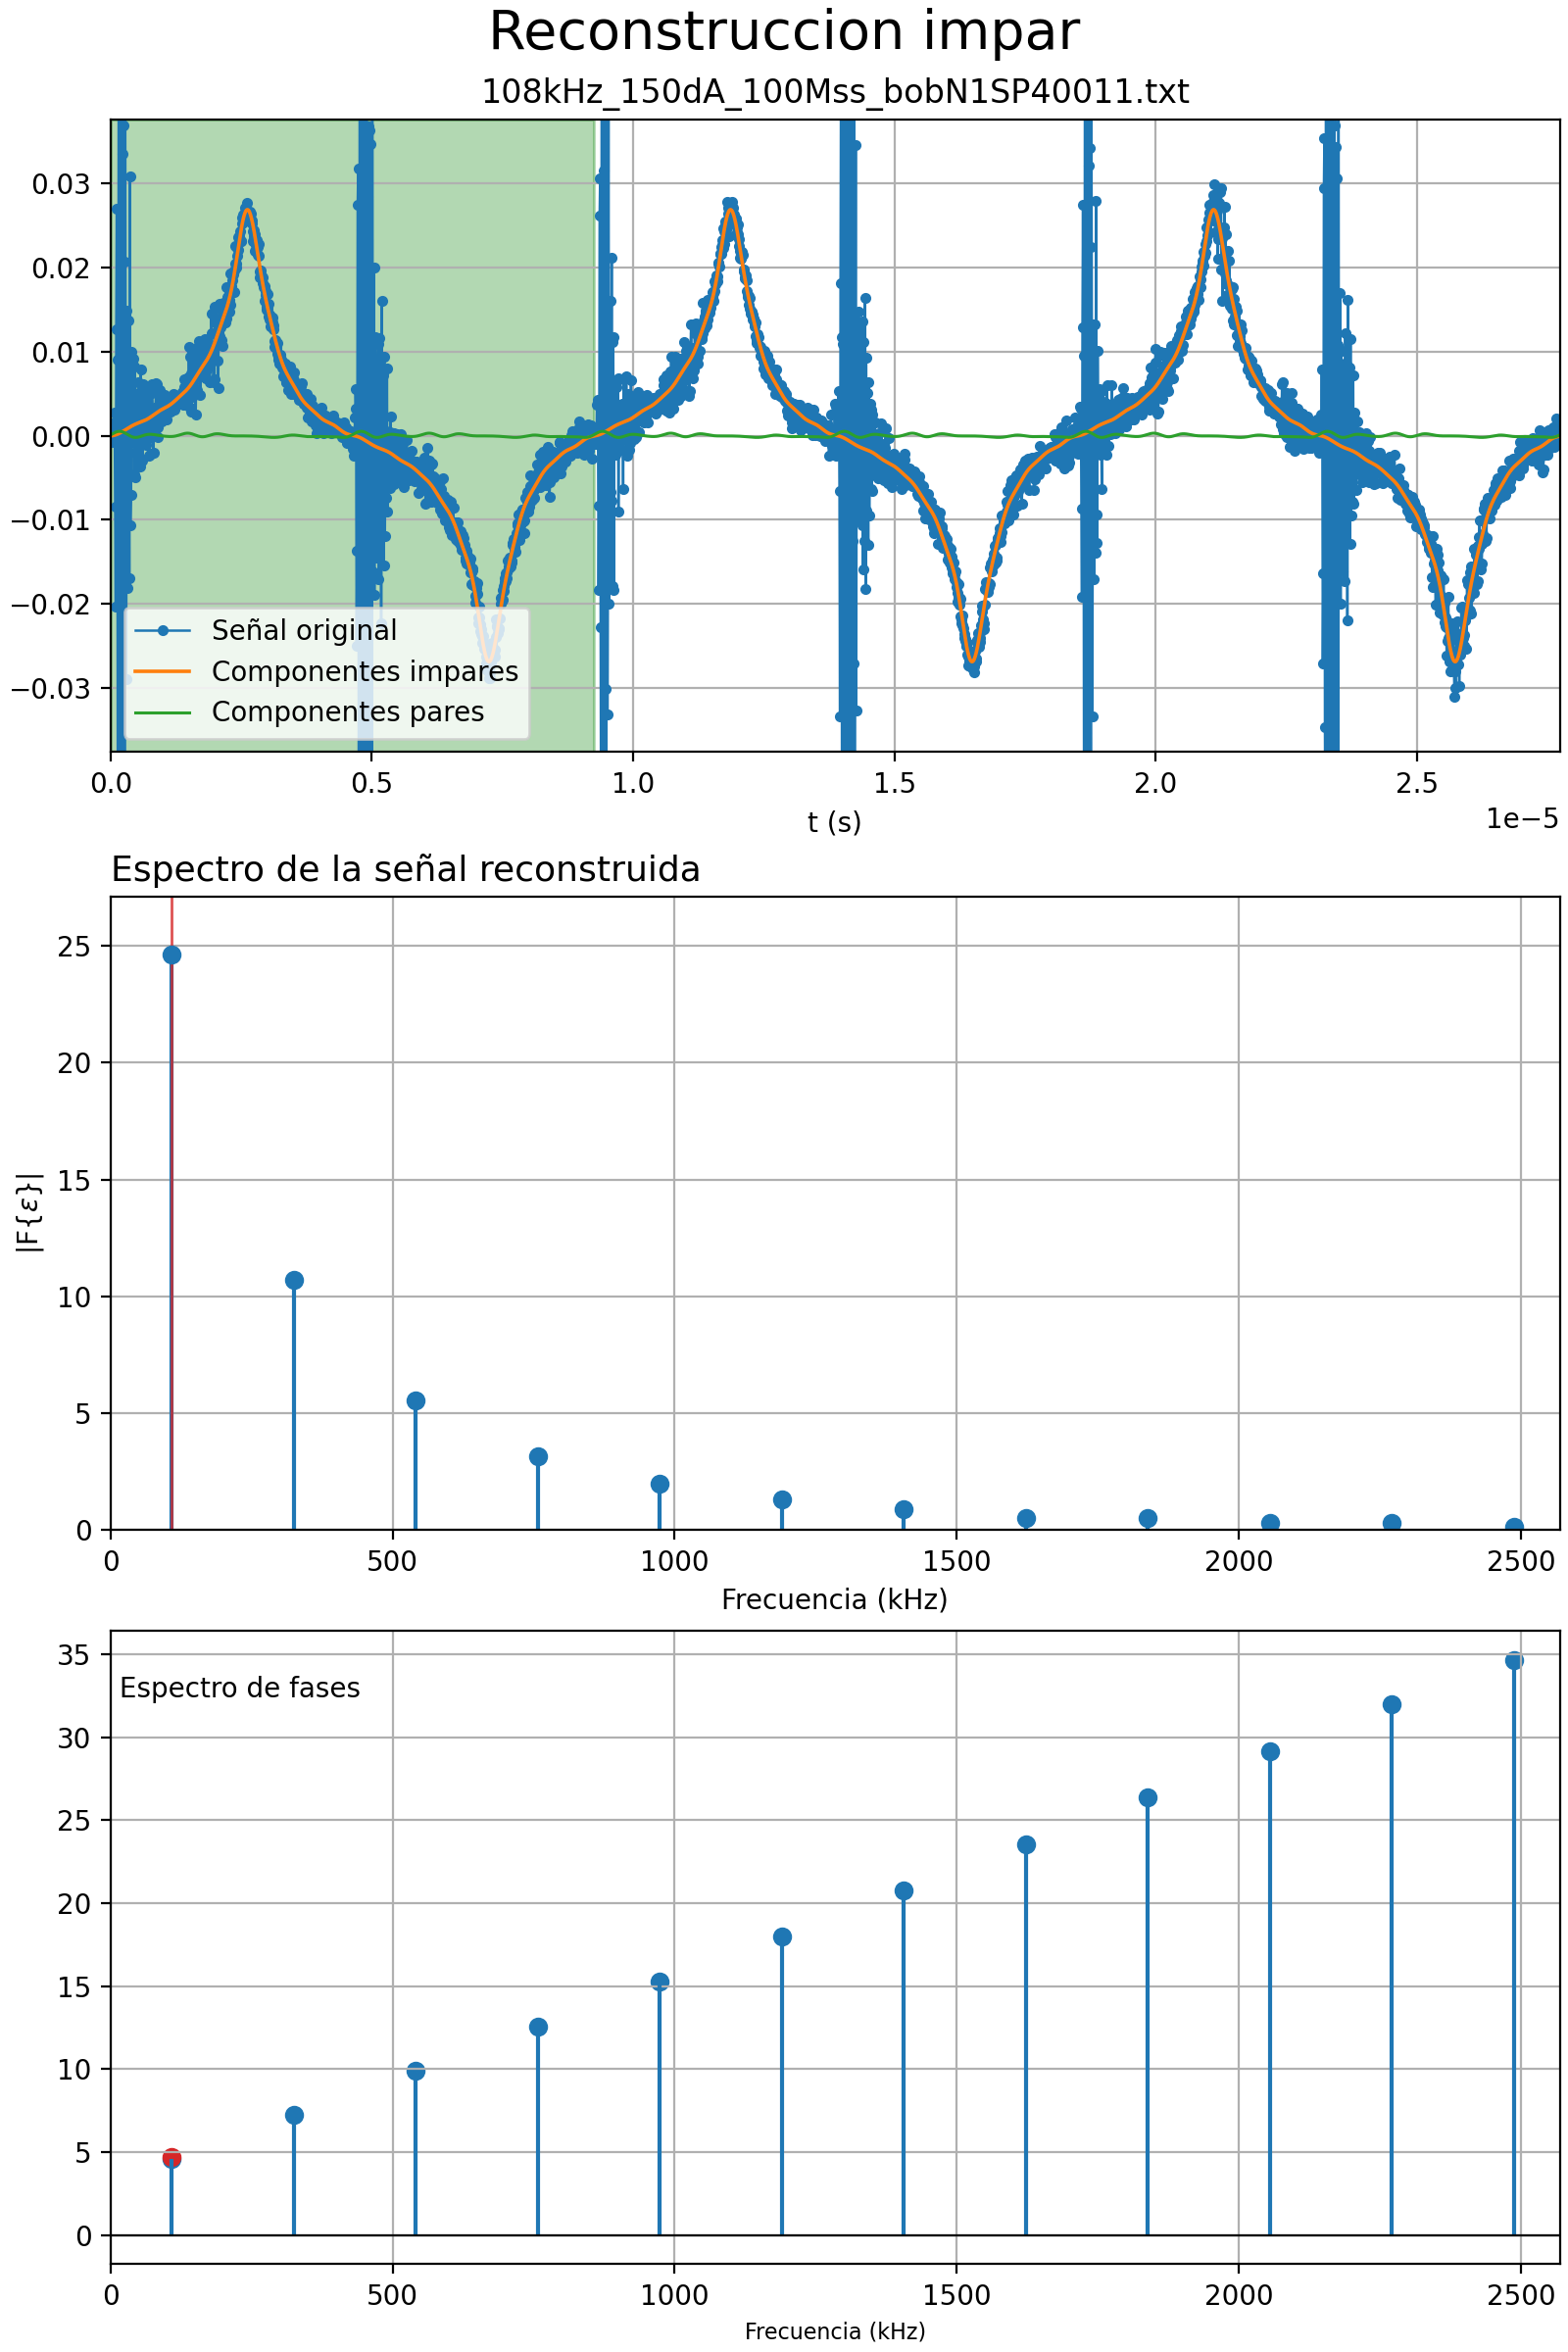 Reconstruccion impar
108kHz_150dA_100Mss_bobN1SP40011.txt
0.03
0.02
0.01
0.00
−0.01
−0.02
−0.03
Señal original
Componentes impares
Componentes pares
0.0 0.5 1.0 1.5 2.0 2.5
1e−5
t (s)
Espectro de la señal reconstruida
25
20
15
10
5
0
|F{ε}|
0 500 1000 1500 2000 2500
Frecuencia (kHz)
35
Espectro de fases
30
25
20
15
10
5
0
0 500 1000 1500 2000 2500
Frecuencia (kHz)